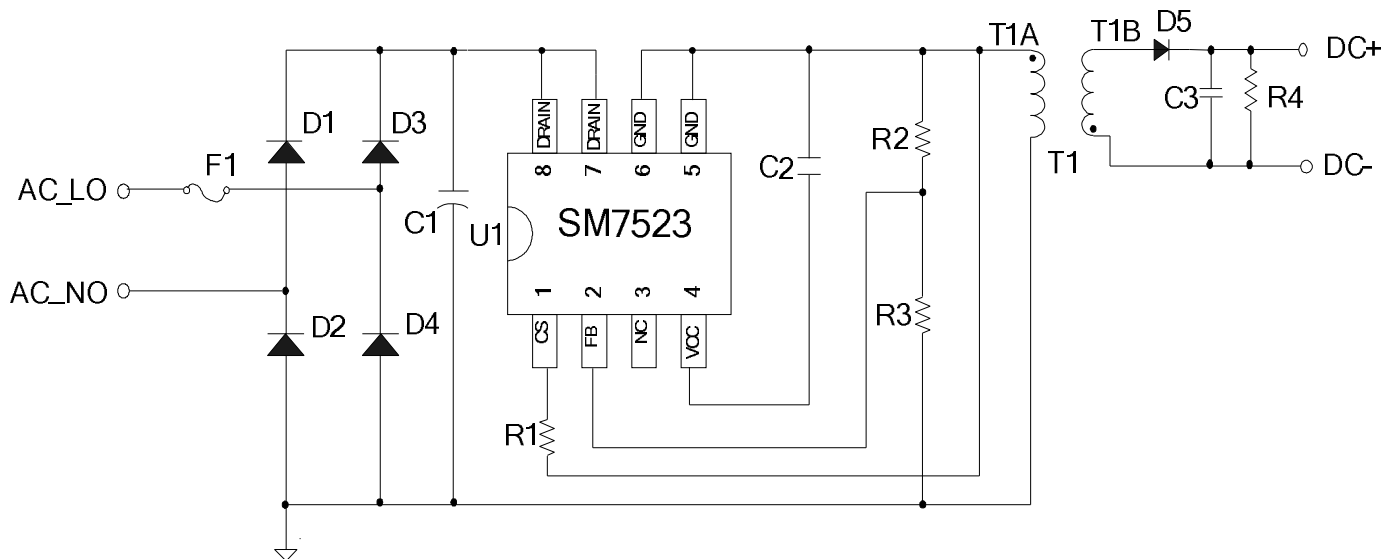 T1A
T1B
D5
DC+
C3
R4
DC-
T1
D1
D3
F1
AC_LO
AC_NO
D2
D4
C1
U1
DRAIN
DRAIN
GND
GND
8
7
6
5
SM7523
1
2
3
4
CS
FB
NC
VCC
C2
R2
R3
R1